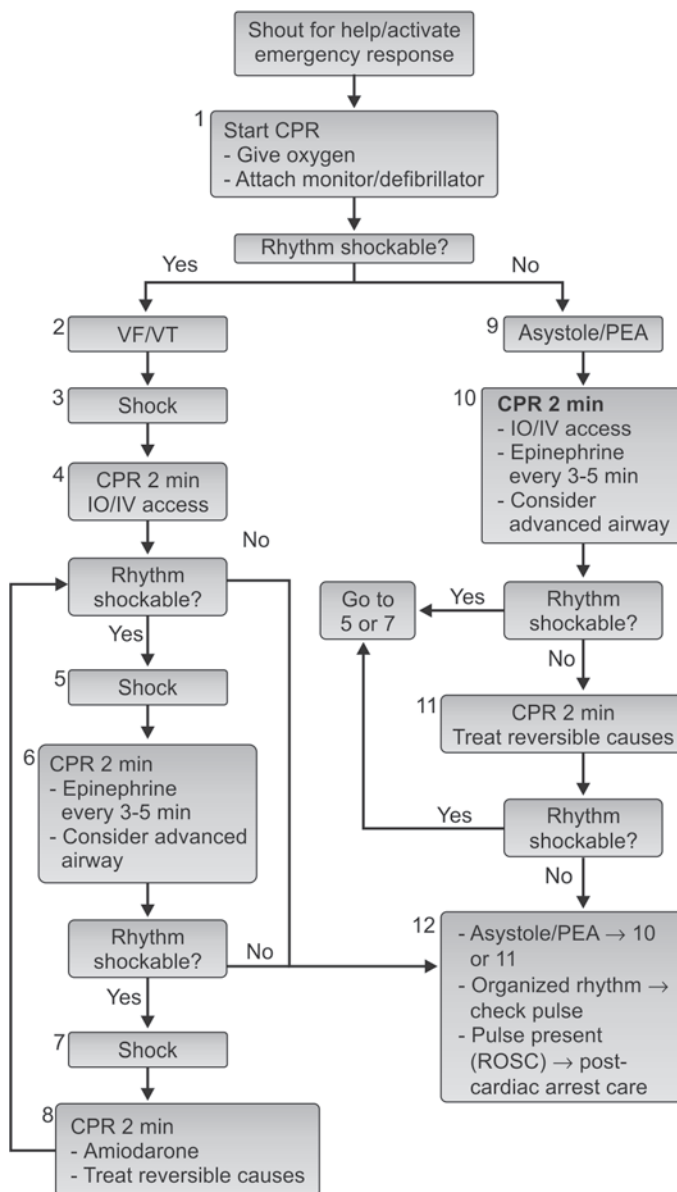 Shout for help/activate
emergency response
1
Start CPR
- Give oxygen
- Attach monitor/defibrillator
Rhythm shockable?
Yes
No
2
VF/VT
3
Shock
4
CPR 2 min
IO/IV access
Rhythm
shockable?
No
Yes
5
Shock
6
CPR 2 min
- Epinephrine
every 3-5 min
- Consider advanced
airway
Rhythm
shockable?
No
Yes
7
Shock
8
CPR 2 min
- Amiodarone
- Treat reversible causes
9
Asystole/PEA
10
CPR 2 min
- IO/IV access
- Epinephrine
every 3-5 min
- Consider
advanced airway
Rhythm
shockable?
Yes
Go to
5 or 7
No
11
CPR 2 min
Treat reversible causes
Rhythm
shockable?
Yes
No
12
- Asystole/PEA → 10
or 11
- Organized rhythm →
check pulse
- Pulse present
(ROSC) → post-
cardiac arrest care